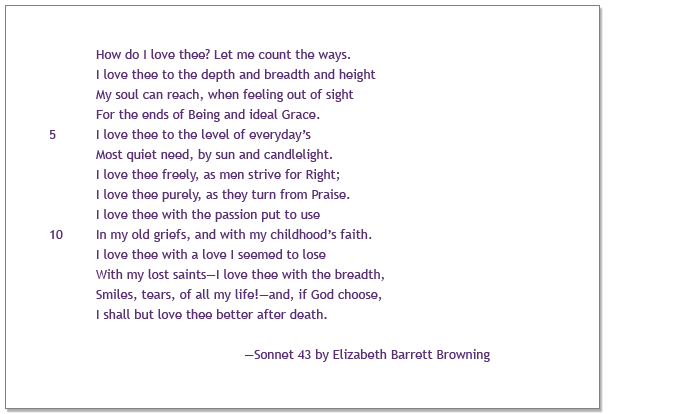 How do I love thee? Let me count the ways.
I love thee to the depth and breadth and height
My soul can reach, when feeling out of sight
For the ends of Being and ideal Grace.
5 I love thee to the level of everyday’s
Most quiet need, by sun and candlelight.
I love thee freely, as men strive for Right;
I love thee purely, as they turn from Praise.
I love thee with the passion put to use
10 In my old griefs, and with my childhood’s faith.
I love thee with a love I seemed to lose
With my lost saints—I love thee with the breadth,
Smiles, tears, of all my life!—and, if God choose,
I shall but love thee better after death.
—Sonnet 43 by Elizabeth Barrett Browning